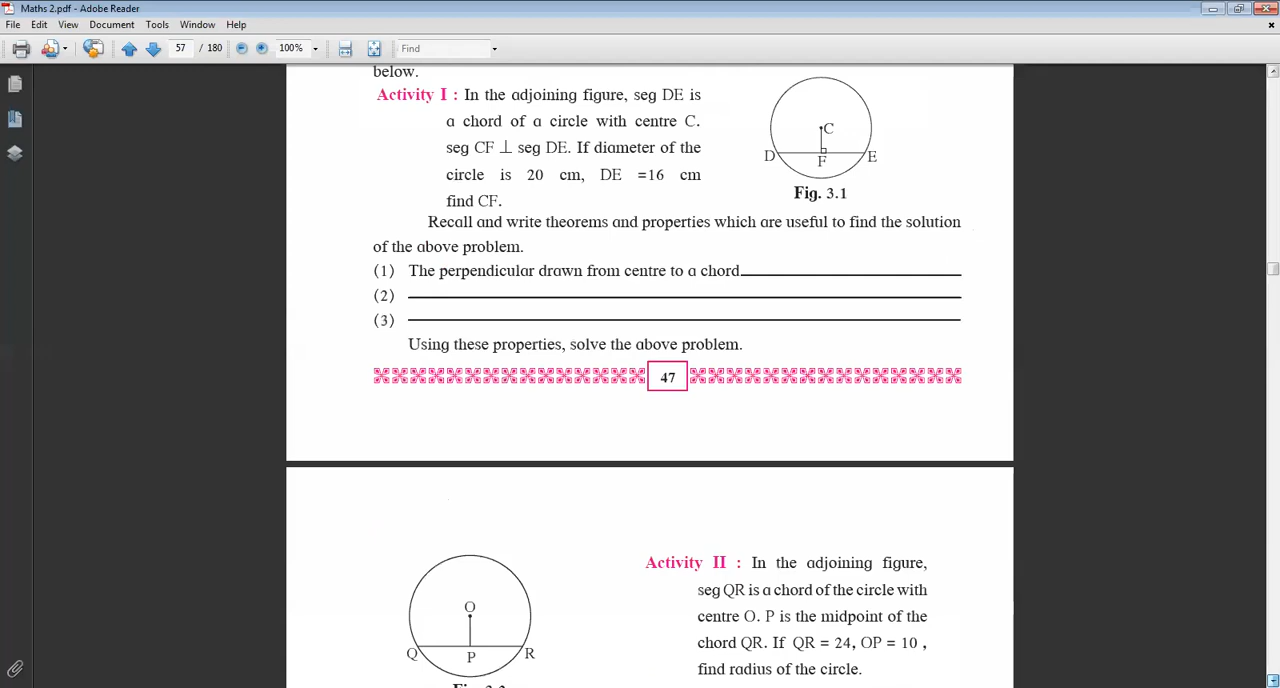 Maths 2.pdf - Adobe Reader
File Edit View Document Tools Window Help
57 / 180 100% Find
below.
Activity I : In the adjoining figure, seg DE is
a chord of a circle with centre C.
seg CF ⊥ seg DE. If diameter of the
circle is 20 cm, DE =16 cm
find CF.
C
D
F
E
Fig. 3.1
Recall and write theorems and properties which are useful to find the solution
of the above problem.
(1) The perpendicular drawn from centre to a chord
(2)
(3)
Using these properties, solve the above problem.
47
O
Q
P
R
Activity II : In the adjoining figure,
seg QR is a chord of the circle with
centre O. P is the midpoint of the
chord QR. If QR = 24, OP = 10 ,
find radius of the circle.